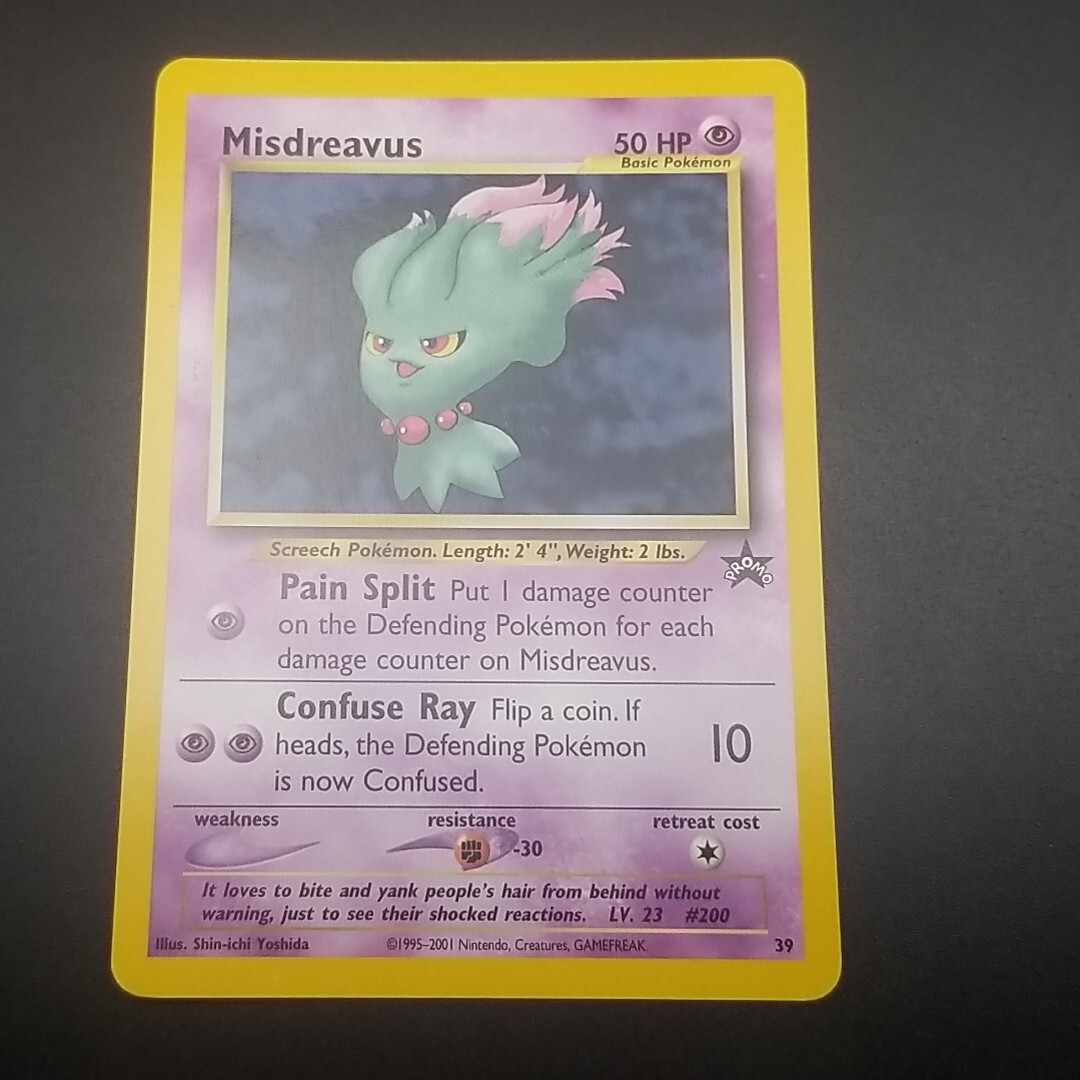 Misdreavus
50 HP
Basic Pokémon
Screech Pokémon. Length: 2' 4", Weight: 2 lbs.
PROMO
Pain Split Put 1 damage counter
on the Defending Pokémon for each
damage counter on Misdreavus.
Confuse Ray Flip a coin. If
heads, the Defending Pokémon
is now Confused.
10
weakness
resistance
retreat cost
-30
It loves to bite and yank people's hair from behind without
warning, just to see their shocked reactions. LV. 23 #200
Illus. Shin-ichi Yoshida
©1995–2001 Nintendo, Creatures, GAMEFREAK.
39